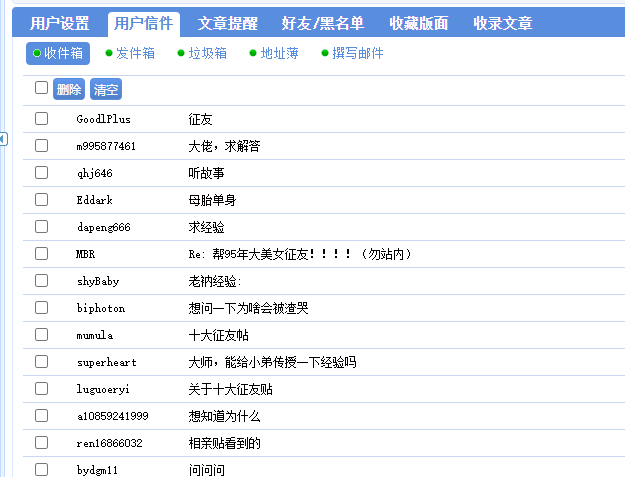 用户设置 用户信件 文章提醒 好友/黑名单 收藏版面 收录文章
收件箱 发件箱 垃圾箱 地址薄 撰写邮件
删除 清空
GoodlPlus 征友
m995877461 大佬，求解答
qhj646 听故事
Eddark 母胎单身
dapeng666 求经验
MBR Re: 帮95年大美女征友！！！！（勿站内）
shyBaby 老衲经验:
biphoton 想问一下为啥会被渣哭
mumula 十大征友帖
superheart 大师，能给小弟传授一下经验吗
luguoeryi 关于十大征友贴
a10859241999 想知道为什么
ren16866032 相亲贴看到的
bydgm11 问问问